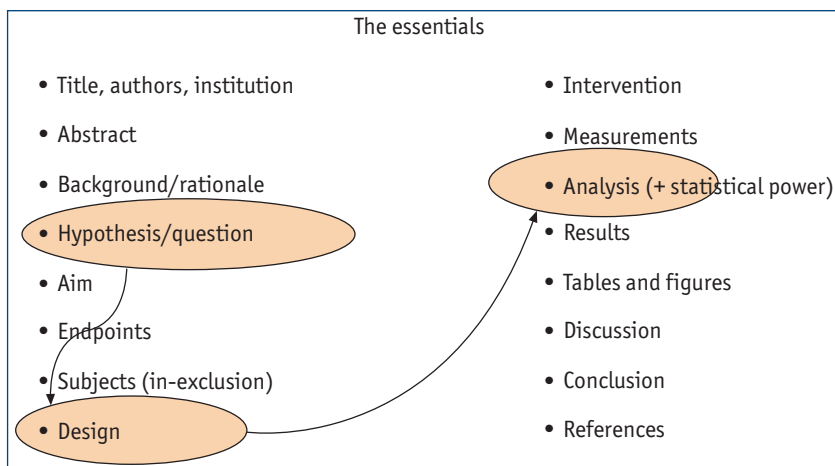 The essentials
• Title, authors, institution
• Abstract
• Background/rationale
• Hypothesis/question
• Aim
• Endpoints
• Subjects (in-exclusion)
• Design
• Intervention
• Measurements
• Analysis (+ statistical power)
• Results
• Tables and figures
• Discussion
• Conclusion
• References